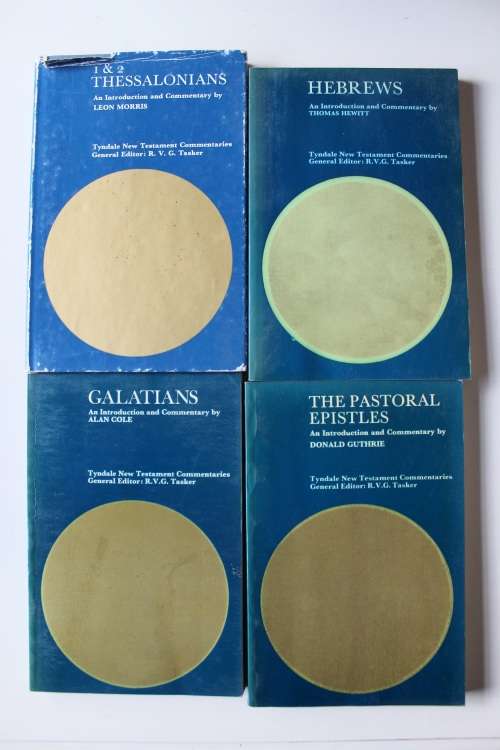 1 & 2
THESSALONIANS
An Introduction and Commentary by
LEON MORRIS
Tyndale New Testament Commentaries
General Editor: R. V. G. Tasker
HEBREWS
An Introduction and Commentary by
THOMAS HEWITT
Tyndale New Testament Commentaries
General Editor: R.V.G. Tasker
GALATIANS
An Introduction and Commentary by
ALAN COLE
Tyndale New Testament Commentaries
General Editor: R.V.G. Tasker
THE PASTORAL
EPISTLES
An Introduction and Commentary by
DONALD GUTHRIE
Tyndale New Testament Commentaries
General Editor: R.V.G. Tasker